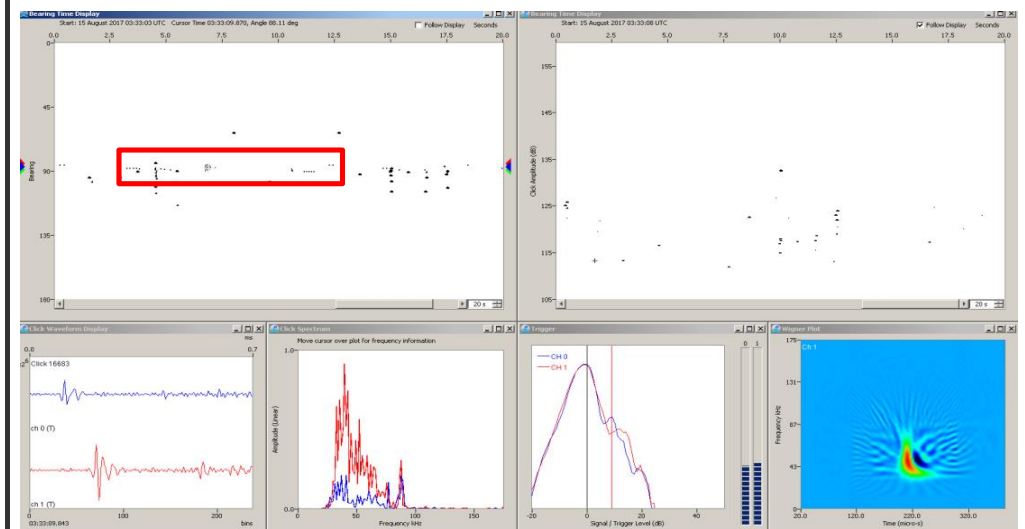 Bearing Time Display
Start: 15 August 2017 03:33:03 UTC Cursor Time 03:33:09.870, Angle 88.11 deg
Follow Display Seconds
0.0 2.5 5.0 7.5 10.0 12.5 15.0 17.5 20.0
0
45
90
135
180
Bearing
20 s
Bearing Time Display
Start: 15 August 2017 03:33:08 UTC
Follow Display Seconds
0.0 2.5 5.0 7.5 10.0 12.5 15.0 17.5 20.0
155
145
135
125
115
105
Click Amplitude (dB)
20 s
Click Waveform Display
ms
0.0 0.7
Click 16683
ch 0 (T)
ch 1 (T)
0 100 200
03:33:09.843 bins
Click Spectrum
Move cursor over plot for frequency information
1.0
0.0
Amplitude (Linear)
0 50 100 150
Frequency kHz
Trigger
CH 0
CH 1
0 1
-20 0 20 40
Signal / Trigger Level (dB)
Wigner Plot
Ch 1
175
131
87
43
0
Frequency kHz
20.0 120.0 220.0 320.0
Time (micro-s)